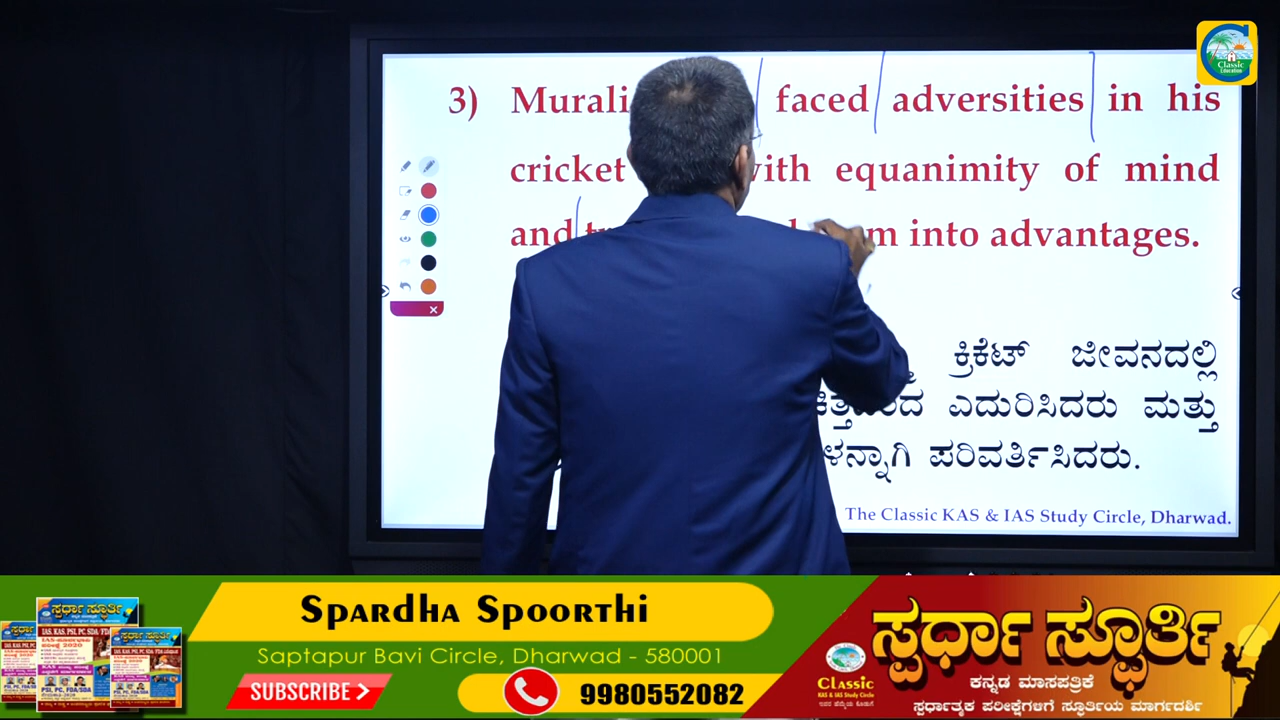 Classic
Education
3) Murali faced adversities in his
cricket with equanimity of mind
and into advantages.
ಕ್ರಿಕೆಟ್ ಜೀವನದಲ್ಲಿ
ಎದುರಿಸಿದರು ಮತ್ತು
ಪರಿವರ್ತಿಸಿದರು.
The Classic KAS & IAS Study Circle, Dharwad.
Spardha Spoorthi
Saptapur Bavi Circle, Dharwad - 580001
SUBSCRIBE
9980552082
Classic
KAS & IAS Study Circle
ಸ್ಪರ್ಧಾ ಸ್ಫೂರ್ತಿ
ಕನ್ನಡ ಮಾಸಪತ್ರಿಕೆ
ಸ್ಪರ್ಧಾತ್ಮಕ ಪರೀಕ್ಷೆಗಳಿಗೆ ಸ್ಫೂರ್ತಿಯ ಮಾರ್ಗದರ್ಶಿ